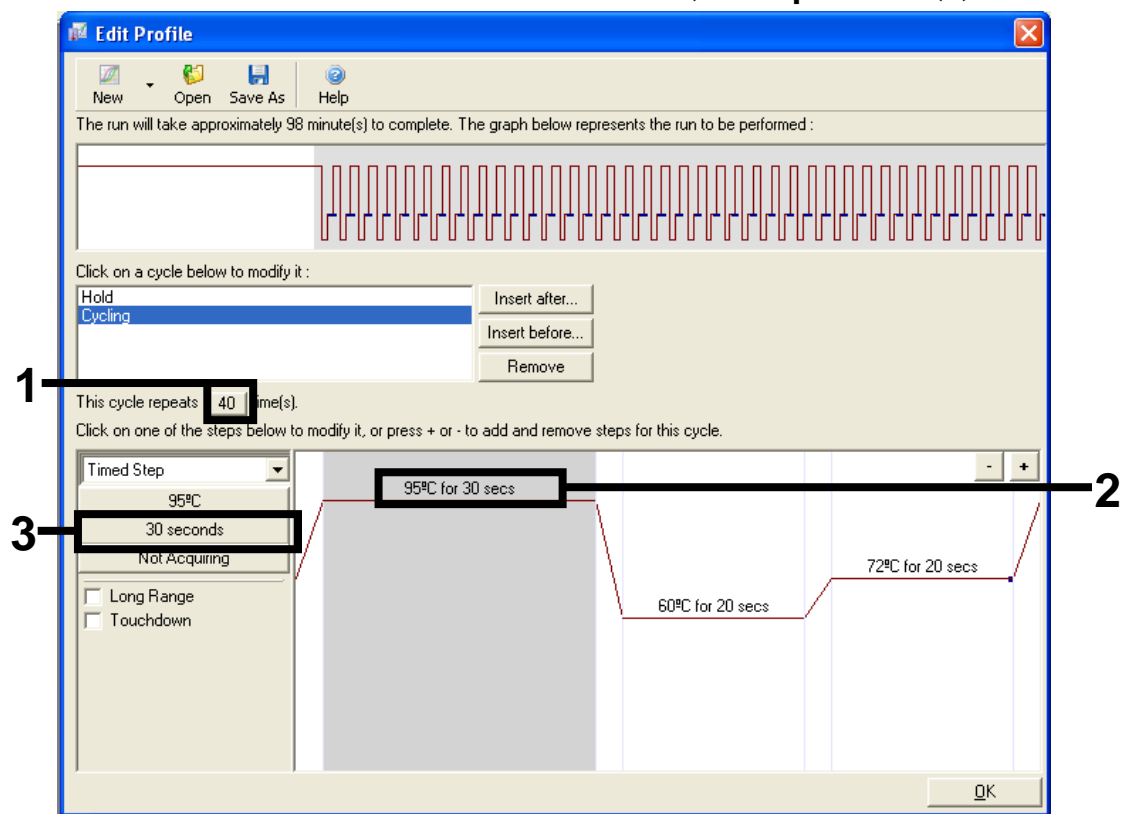 Edit Profile
New Open Save As Help
The run will take approximately 98 minute(s) to complete. The graph below represents the run to be performed :
Click on a cycle below to modify it :
Hold
Cycling
Insert after...
Insert before...
Remove
1
This cycle repeats 40 ime(s).
Click on one of the steps below to modify it, or press + or - to add and remove steps for this cycle.
Timed Step
- +
95ºC for 30 secs
2
95ºC
3
30 seconds
Not Acquiring
72ºC for 20 secs
Long Range
60ºC for 20 secs
Touchdown
OK